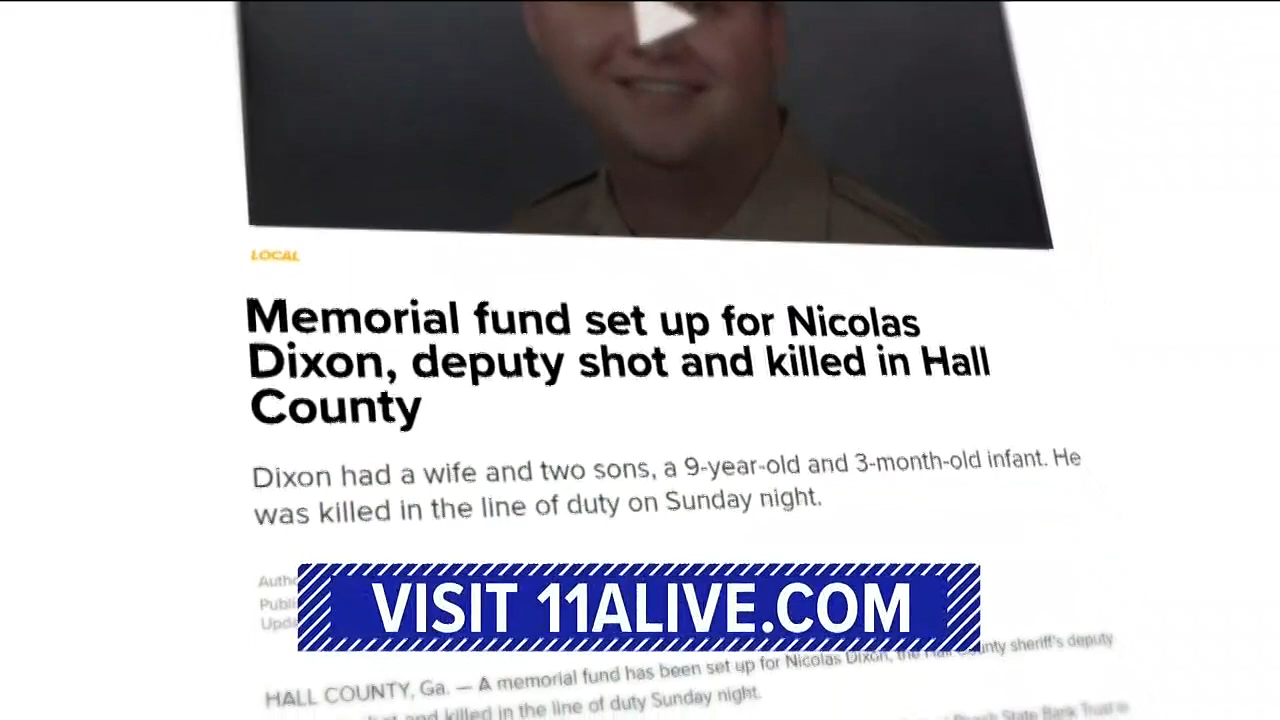 LOCAL
Memorial fund set up for Nicolas
Dixon, deputy shot and killed in Hall
County
Dixon had a wife and two sons, a 9-year-old and 3-month-old infant. He
was killed in the line of duty on Sunday night.
VISIT 11ALIVE.COM
HALL COUNTY, Ga. — A memorial fund has been set up for Nicolas Dixon, the Hall County sheriff's deputy
and killed in the line of duty Sunday night.
State Bank Trust